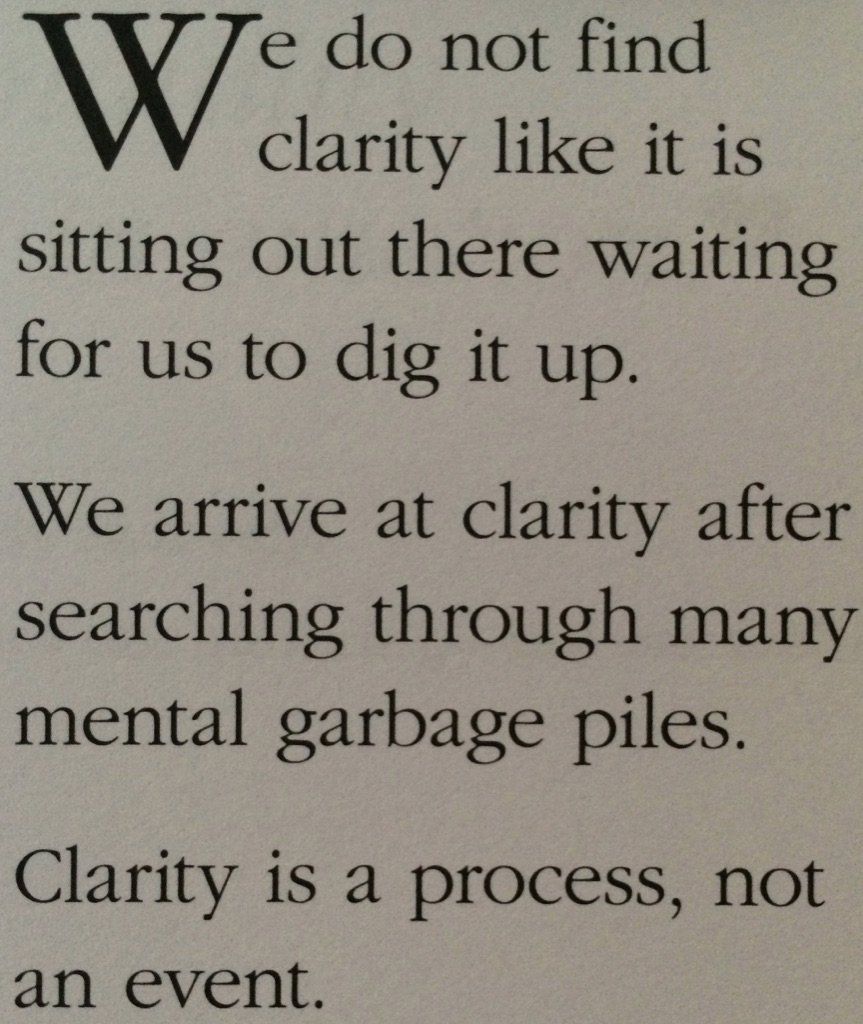 We do not find
clarity like it is
sitting out there waiting
for us to dig it up.
We arrive at clarity after
searching through many
mental garbage piles.
Clarity is a process, not
an event.